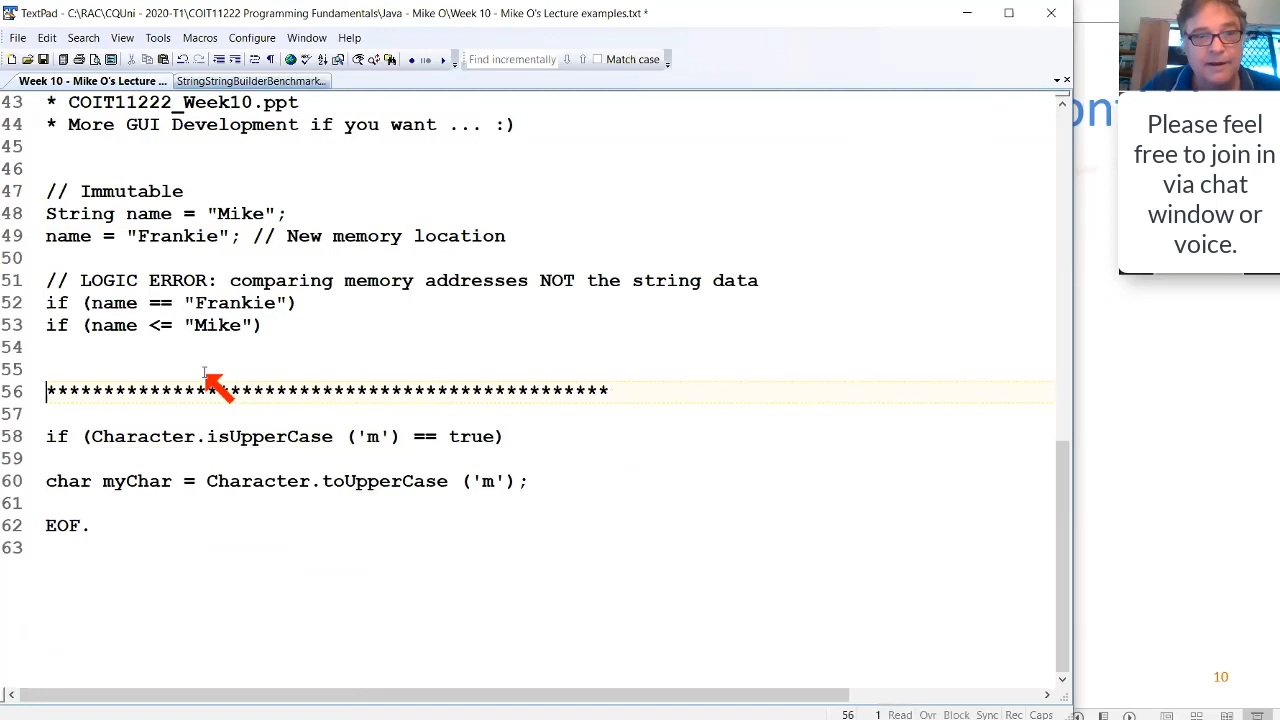 TextPad - C:\RAC\CQUni - 2020-T1\COIT11222 Programming Fundamentals\Java - Mike O\Week 10 - Mike O's Lecture examples.txt *
File Edit Search View Tools Macros Configure Window Help
Find incrementally Match case
Week 10 - Mike O's Lecture ... StringStringBuilderBenchmark...
43 * COIT11222_Week10.ppt
44 * More GUI Development if you want ... :)
45
46
47 // Immutable
48 String name = "Mike";
49 name = "Frankie"; // New memory location
50
51 // LOGIC ERROR: comparing memory addresses NOT the string data
52 if (name == "Frankie")
53 if (name <= "Mike")
54
55
56 *************************************************
57
58 if (Character.isUpperCase ('m') == true)
59
60 char myChar = Character.toUpperCase ('m');
61
62 EOF.
63
56 1 Read Ovr Block Sync Rec Caps
Please feel
free to join in
via chat
window or
voice.
10